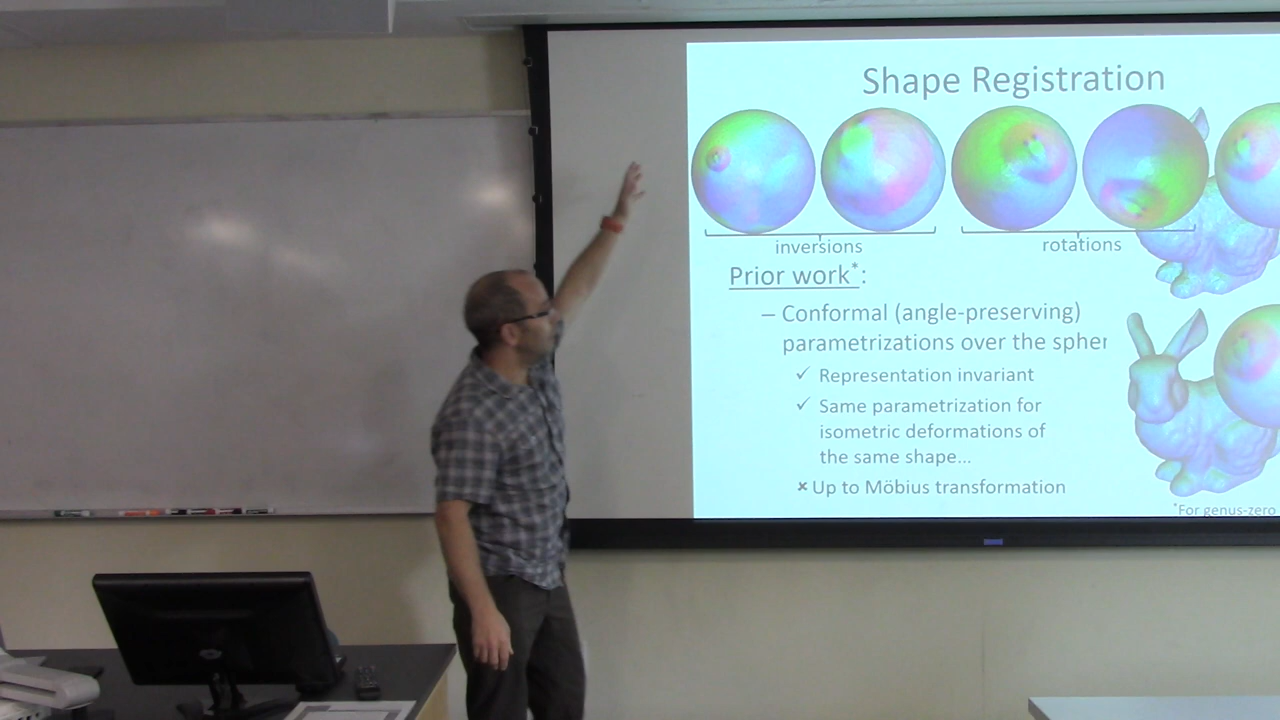 Shape Registration
inversions
rotations
Prior work*:
– Conformal (angle-preserving)
parametrizations over the spher
✓ Representation invariant
✓ Same parametrization for
isometric deformations of
the same shape...
× Up to Möbius transformation
*For genus-zero